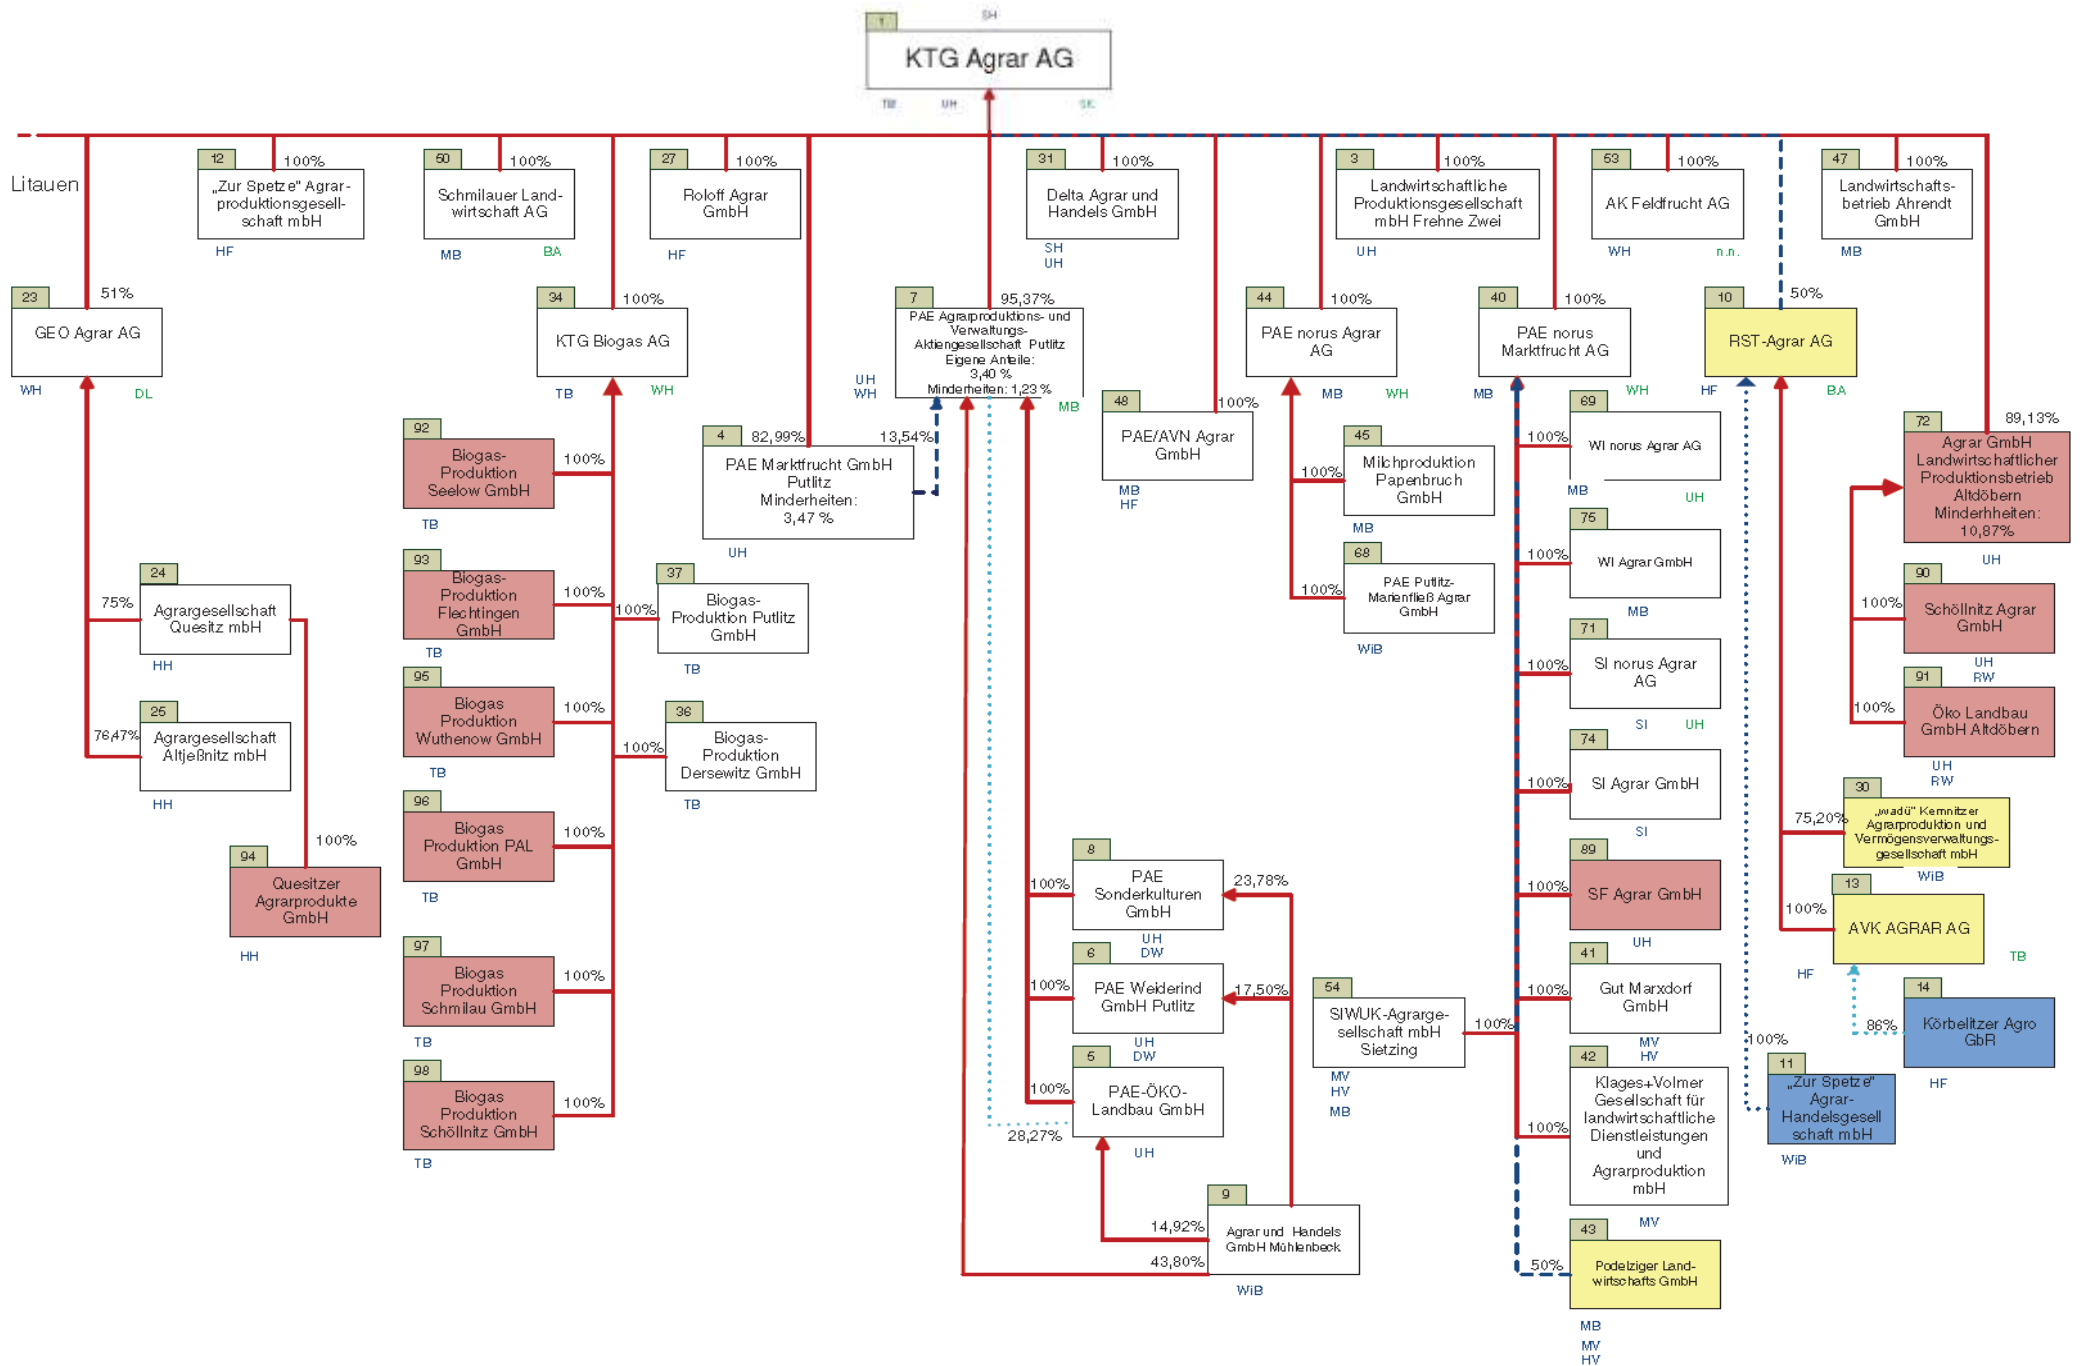 1
SH
KTG Agrar AG
TB
UH
SK
Litauen
12
100%
„Zur Spetze" Agrar-
produktionsgesell-
schaft mbH
HF
50
100%
Schmilauer Land-
wirtschaft AG
MB
BA
27
100%
Roloff Agrar
GmbH
HF
31
100%
Delta Agrar und
Handels GmbH
SH
UH
3
100%
Landwirtschaftliche
Produktionsgesellschaft
mbH Frehne Zwei
UH
53
100%
AK Feldfrucht AG
WH
n.n.
47
100%
Landwirtschafts-
betrieb Ahrendt
GmbH
MB
23
51%
GEO Agrar AG
WH
DL
34
100%
KTG Biogas AG
TB
WH
7
95,37%
PAE Agrarproduktions- und
Verwaltungs-
Aktiengesellschaft Putlitz
Eigene Anteile:
3,40 %
Minderheiten: 1,23 %
UH
WH
MB
44
100%
PAE norus Agrar
AG
MB
WH
40
100%
PAE norus
Marktfrucht AG
MB
WH
10
50%
RST-Agrar AG
HF
BA
4
82,99%
13,54%
PAE Marktfrucht GmbH
Putlitz
Minderheiten:
3,47 %
UH
48
100%
PAE/AVN Agrar
GmbH
MB
HF
45
100%
Milchproduktion
Papenbruch
GmbH
MB
68
100%
PAE Putlitz-
Marienfließ Agrar
GmbH
WiB
69
100%
WI norus Agrar AG
MB
UH
75
100%
WI Agrar GmbH
MB
71
100%
SI norus Agrar
AG
SI
UH
74
100%
SI Agrar GmbH
SI
89
100%
SF Agrar GmbH
UH
41
100%
Gut Marxdorf
GmbH
MV
HV
42
100%
Klages+Volmer
Gesellschaft für
landwirtschaftliche
Dienstleistungen
und
Agrarproduktion
mbH
MV
43
50%
Podelziger Land-
wirtschafts GmbH
MB
MV
HV
54
100%
SIWUK-Agrarge-
sellschaft mbH
Sietzing
MV
HV
MB
72
89,13%
Agrar GmbH
Landwirtschaftlicher
Produktionsbetrieb
Altdöbern
Minderhheiten:
10,87%
UH
90
100%
Schöllnitz Agrar
GmbH
UH
RW
91
100%
Öko Landbau
GmbH Altdöbern
UH
RW
30
75,20%
„wadü" Kemnitzer
Agrarproduktion und
Vermögensverwaltungs-
gesellschaft mbH
WiB
13
100%
AVK AGRAR AG
HF
TB
14
86%
Körbelitzer Agro
GbR
HF
100%
11
„Zur Spetze"
Agrar-
Handelsgesell
schaft mbH
WiB
24
75%
Agrargesellschaft
Quesitz mbH
HH
25
76,47%
Agrargesellschaft
Altjeßnitz mbH
HH
94
100%
Quesitzer
Agrarprodukte
GmbH
HH
92
100%
Biogas-
Produktion
Seelow GmbH
TB
93
100%
Biogas-
Produktion
Flechtingen
GmbH
TB
95
100%
Biogas
Produktion
Wuthenow GmbH
TB
96
100%
Biogas
Produktion PAL
GmbH
TB
97
100%
Biogas
Produktion
Schmilau GmbH
TB
98
100%
Biogas
Produktion
Schöllnitz GmbH
TB
37
100%
Biogas-
Produktion Putlitz
GmbH
TB
36
100%
Biogas-
Produktion
Dersewitz GmbH
TB
8
100%
23,78%
PAE
Sonderkulturen
GmbH
UH
DW
6
100%
17,50%
PAE Weiderind
GmbH Putlitz
UH
DW
5
100%
28,27%
PAE-ÖKO-
Landbau GmbH
UH
9
14,92%
43,80%
Agrar und Handels
GmbH Mühlenbeck
WiB